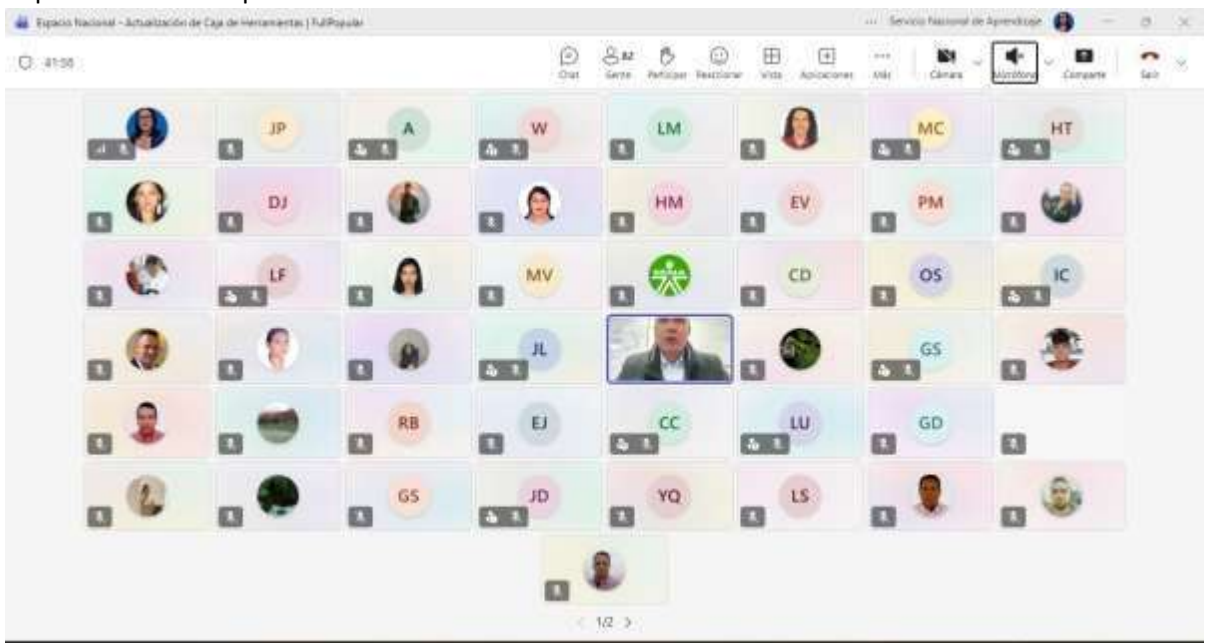 Espacio Nacional - Actualización de Caja de Herramientas | FullPopular
Servicio Nacional de Aprendizaje
41:58
82
Chat Gente Participar Reaccionar Vista Aplicaciones Más Cámara Micrófono Compartir Salir
JP A W LM MC HT
DJ HM EV PM
LF MV CD OS IC
JL GS
RB EJ CC LU GD
GS JD YQ LS
1/2